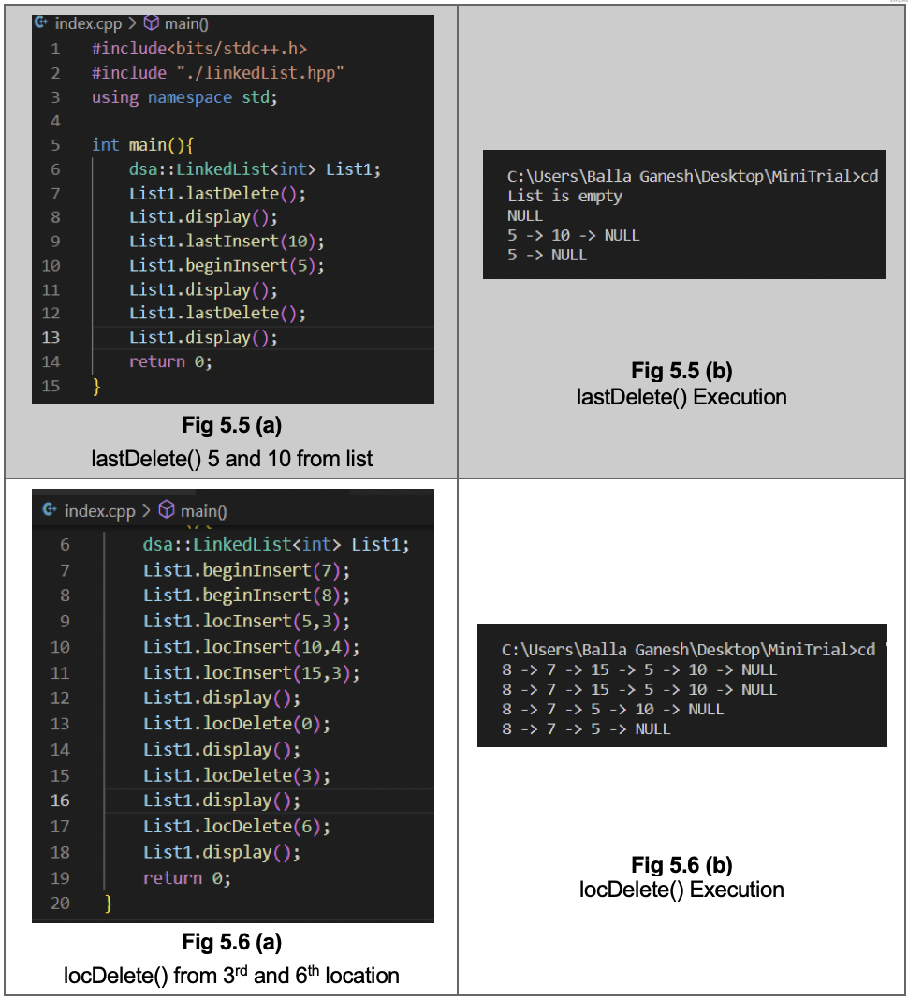 index.cpp > main()
1 #include<bits/stdc++.h>
2 #include "./linkedList.hpp"
3 using namespace std;
4
5 int main(){
6 dsa::LinkedList<int> List1;
7 List1.lastDelete();
8 List1.display();
9 List1.lastInsert(10);
10 List1.beginInsert(5);
11 List1.display();
12 List1.lastDelete();
13 List1.display();
14 return 0;
15 }
Fig 5.5 (a)
lastDelete() 5 and 10 from list
C:\Users\Balla Ganesh\Desktop\MiniTrial>cd
List is empty
NULL
5 -> 10 -> NULL
5 -> NULL
Fig 5.5 (b)
lastDelete() Execution
index.cpp > main()
6 dsa::LinkedList<int> List1;
7 List1.beginInsert(7);
8 List1.beginInsert(8);
9 List1.locInsert(5,3);
10 List1.locInsert(10,4);
11 List1.locInsert(15,3);
12 List1.display();
13 List1.locDelete(0);
14 List1.display();
15 List1.locDelete(3);
16 List1.display();
17 List1.locDelete(6);
18 List1.display();
19 return 0;
20 }
Fig 5.6 (a)
locDelete() from 3rd and 6th location
C:\Users\Balla Ganesh\Desktop\MiniTrial>cd "
8 -> 7 -> 15 -> 5 -> 10 -> NULL
8 -> 7 -> 15 -> 5 -> 10 -> NULL
8 -> 7 -> 5 -> 10 -> NULL
8 -> 7 -> 5 -> NULL
Fig 5.6 (b)
locDelete() Execution